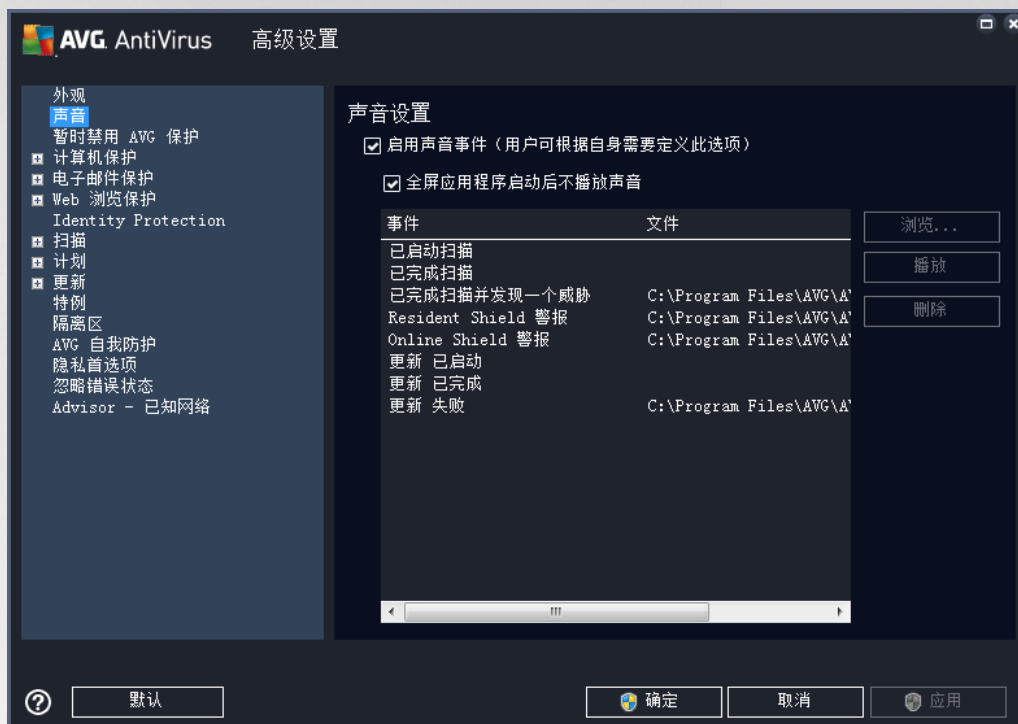 AVG. AntiVirus 高级设置
外观
声音
暂时禁用 AVG 保护
计算机保护
电子邮件保护
Web 浏览保护
Identity Protection
扫描
计划
更新
特例
隔离区
AVG 自我防护
隐私首选项
忽略错误状态
Advisor - 已知网络
声音设置
启用声音事件（用户可根据自身需要定义此选项）
全屏应用程序启动后不播放声音
事件 文件
已启动扫描
已完成扫描
已完成扫描并发现一个威胁 C:\Program Files\AVG\A
Resident Shield 警报 C:\Program Files\AVG\A
Online Shield 警报 C:\Program Files\AVG\A
更新 已启动
更新 已完成
更新 失败 C:\Program Files\AVG\A
浏览...
播放
删除
默认 确定 取消 应用